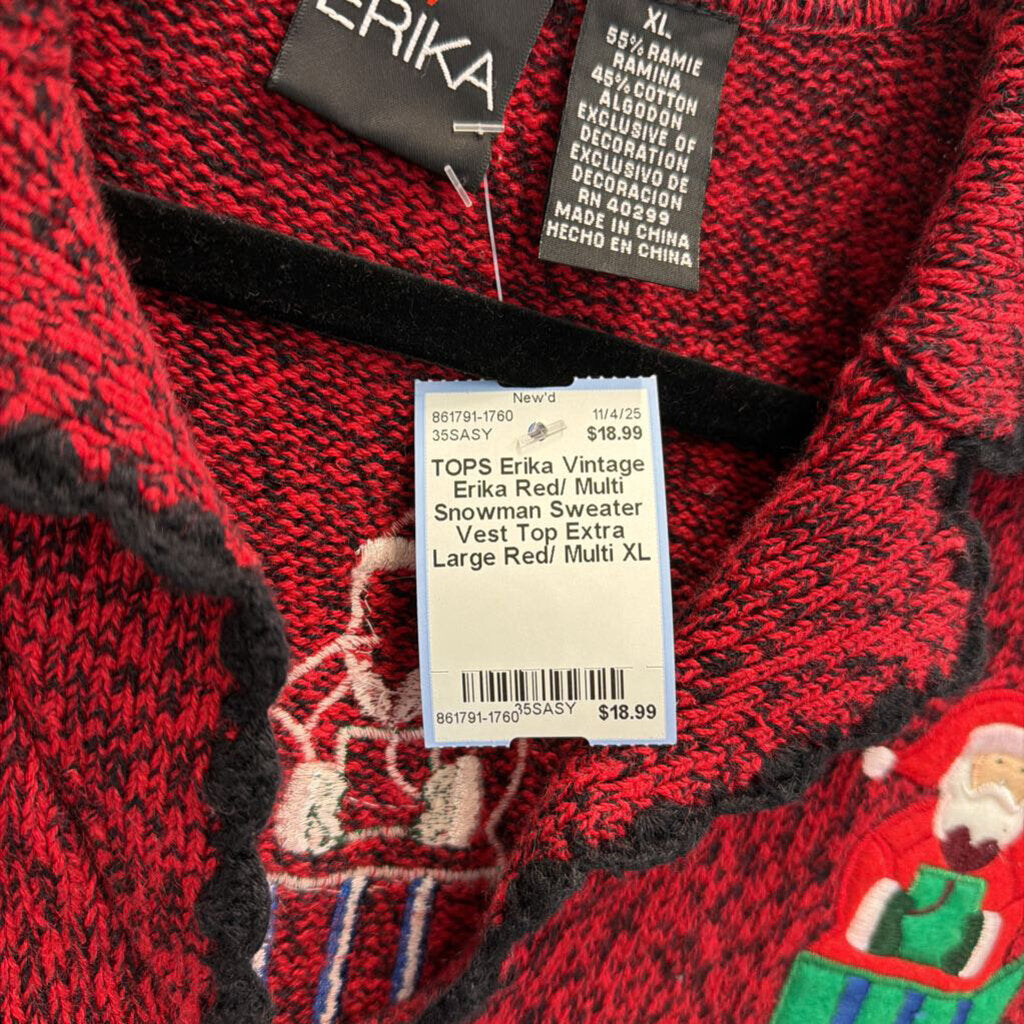 ERIKA
XL
55% RAMIE
RAMINA
45% COTTON
ALGODON
EXCLUSIVE OF
DECORATION
EXCLUSIVO DE
DECORACION
RN 40299
MADE IN CHINA
HECHO EN CHINA
New'd
861791-1760 11/4/25
35SASY $18.99
TOPS Erika Vintage
Erika Red/ Multi
Snowman Sweater
Vest Top Extra
Large Red/ Multi XL
35SASY
861791-1760 $18.99